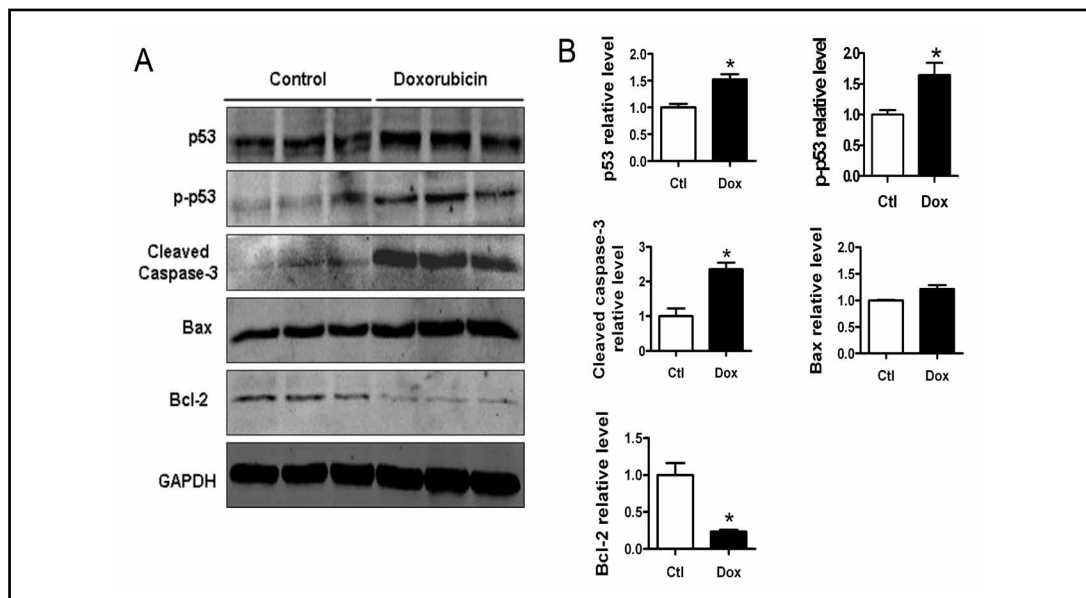 A
Control Doxorubicin
p53
p-p53
Cleaved
Caspase-3
Bax
Bcl-2
GAPDH
B
p53 relative level
2.0
1.5
1.0
0.5
0.0
*
Ctl Dox
p-p53 relative level
2.0
1.5
1.0
0.5
0.0
*
Ctl Dox
Cleaved caspase-3
relative level
3
2
1
0
*
Ctl Dox
Bax relative level
2.0
1.5
1.0
0.5
0.0
Ctl Dox
Bcl-2 relative level
1.5
1.0
0.5
0.0
*
Ctl Dox